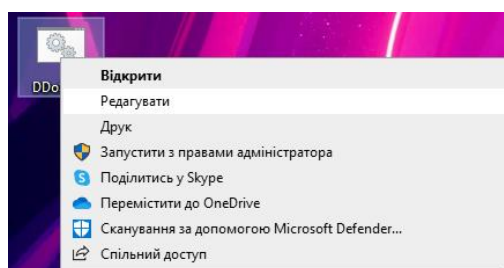 DDo
Відкрити
Редагувати
Друк
Запустити з правами адміністратора
Поділитись у Skype
Перемістити до OneDrive
Сканування за допомогою Microsoft Defender...
Спільний доступ